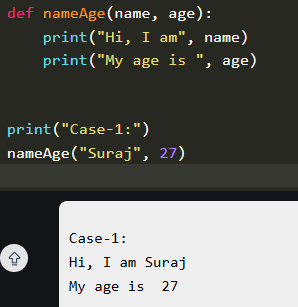 def nameAge(name, age):
    print("Hi, I am", name)
    print("My age is ", age)
print("Case-1:")
nameAge("Suraj", 27)
Case-1:
Hi, I am Suraj
My age is  27